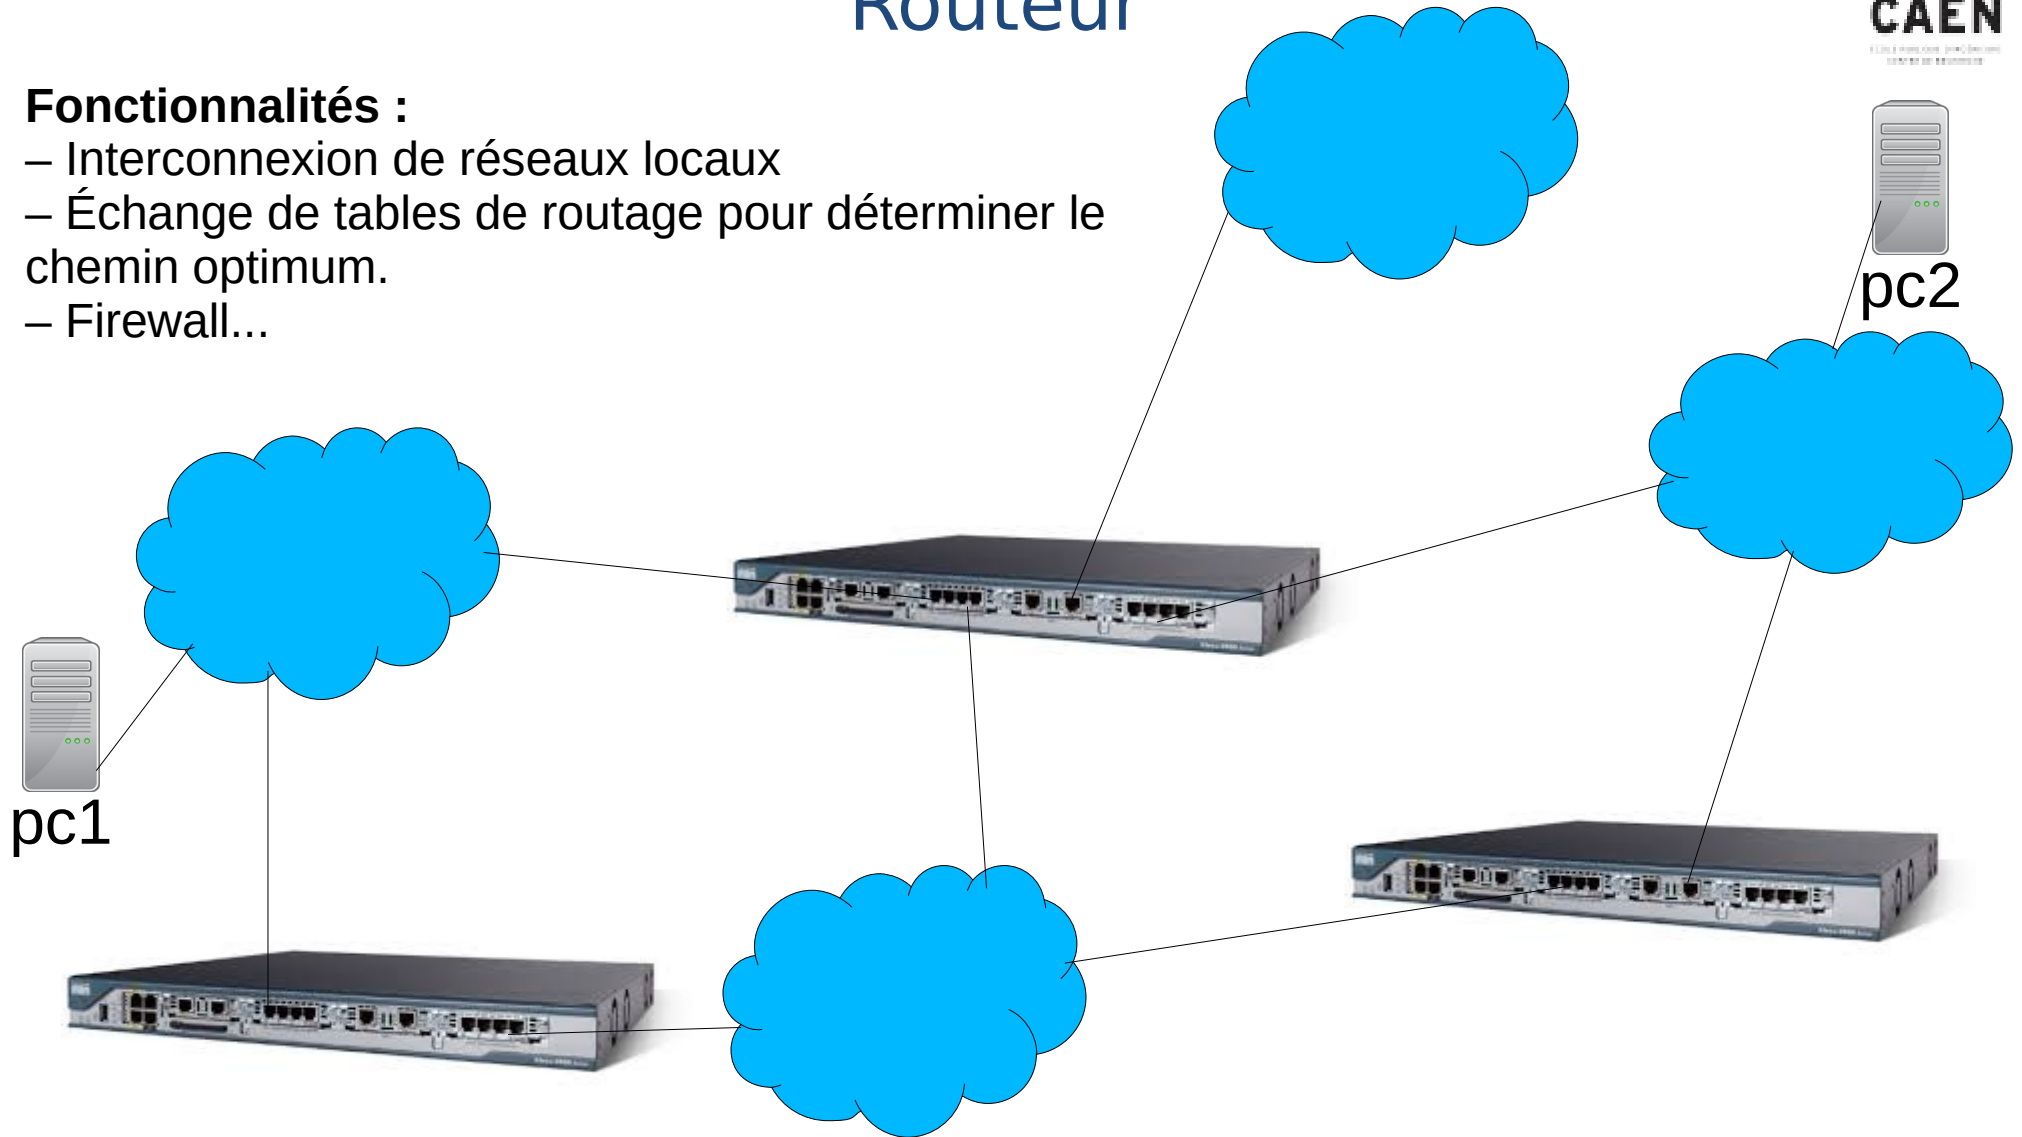 Routeur
CAEN
Fonctionnalités :
– Interconnexion de réseaux locaux
– Échange de tables de routage pour déterminer le
chemin optimum.
– Firewall...
pc2
pc1